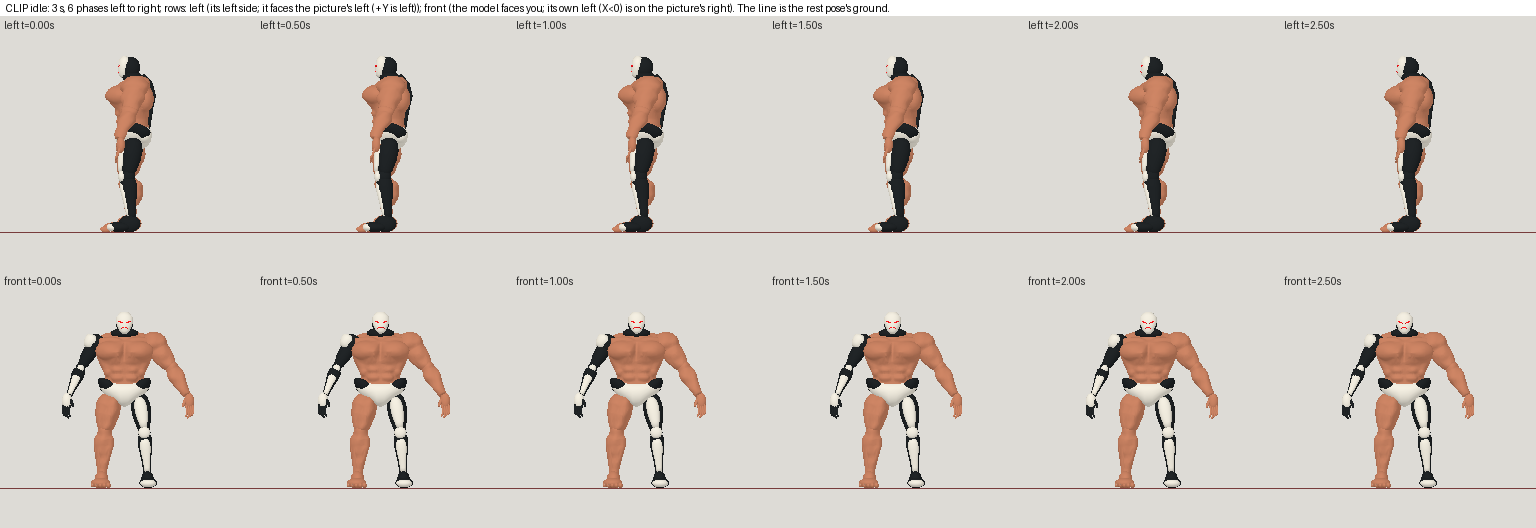 CLIP idle: 3 s, 6 phases left to right; rows: left (its left side; it faces the picture's left (+Y is left)); front (the model faces you; its own left (X<0) is on the picture's right). The line is the rest pose's ground.
left t=0.00s left t=0.50s left t=1.00s left t=1.50s left t=2.00s left t=2.50s
front t=0.00s front t=0.50s front t=1.00s front t=1.50s front t=2.00s front t=2.50s